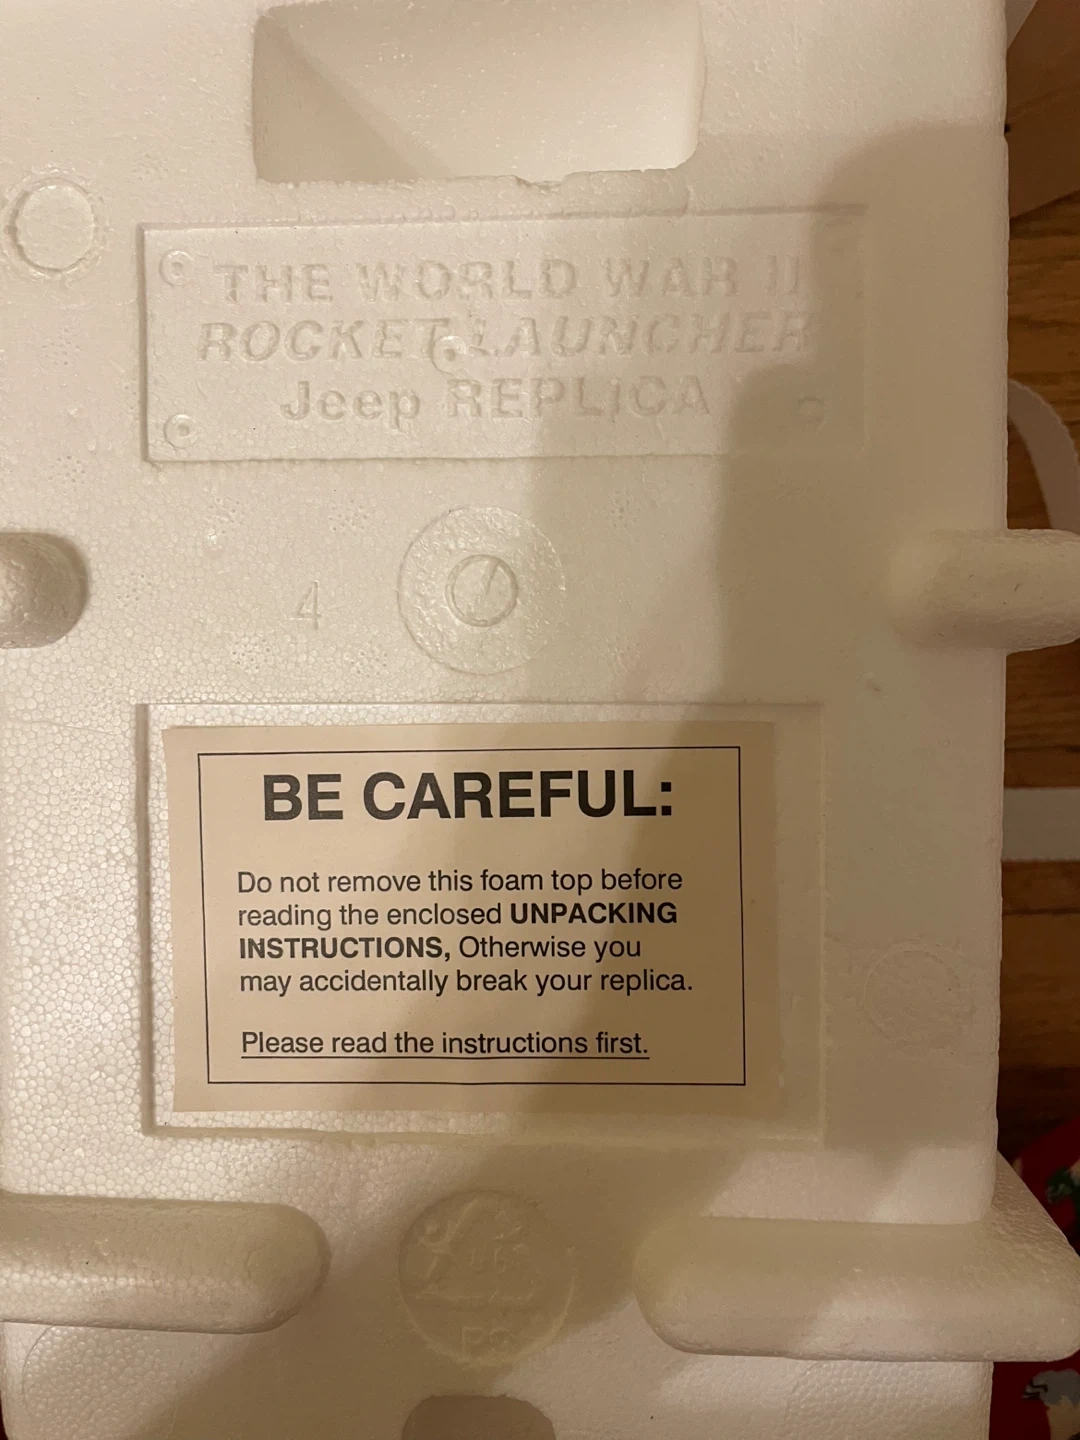 THE WORLD WAR II
ROCKET LAUNCHER
Jeep REPLICA
4
BE CAREFUL:
Do not remove this foam top before
reading the enclosed UNPACKING
INSTRUCTIONS, Otherwise you
may accidentally break your replica.
Please read the instructions first.